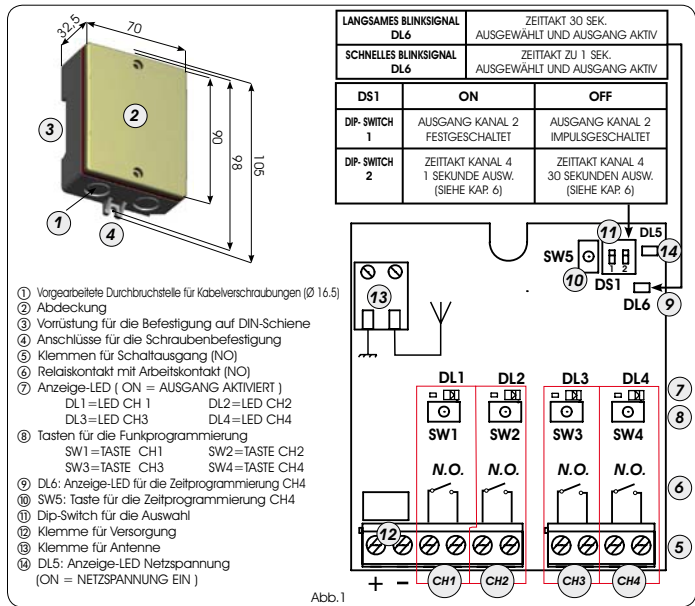 32,5
70
90
98
105
3
2
1
4
LANGSAMES BLINKSIGNAL DL6
ZEITTAKT 30 SEK. AUSGEWÄHLT UND AUSGANG AKTIV
SCHNELLES BLINKSIGNAL DL6
ZEITTAKT ZU 1 SEK. AUSGEWÄHLT UND AUSGANG AKTIV
DS1 ON OFF
DIP- SWITCH 1
AUSGANG KANAL 2 FESTGESCHALTET
AUSGANG KANAL 2 IMPULSGESCHALTET
DIP- SWITCH 2
ZEITTAKT KANAL 4 1 SEKUNDE AUSW. (SIEHE KAP. 6)
ZEITTAKT KANAL 4 30 SEKUNDEN AUSW. (SIEHE KAP. 6)
① Vorgearbeitete Durchbruchstelle für Kabelverschraubungen (Ø 16.5)
② Abdeckung
③ Vorrüstung für die Befestigung auf DIN-Schiene
④ Anschlüsse für die Schraubenbefestigung
⑤ Klemmen für Schaltausgang (NO)
⑥ Relaiskontakt mit Arbeitskontakt (NO)
⑦ Anzeige-LED ( ON = AUSGANG AKTIVIERT )
DL1=LED CH 1 DL2=LED CH2
DL3=LED CH3 DL4=LED CH4
⑧ Tasten für die Funkprogrammierung
SW1=TASTE CH1 SW2=TASTE CH2
SW3=TASTE CH3 SW4=TASTE CH4
⑨ DL6: Anzeige-LED für die Zeitprogrammierung CH4
⑩ SW5: Taste für die Zeitprogrammierung CH4
⑪ Dip-Switch für die Auswahl
⑫ Klemme für Versorgung
⑬ Klemme für Antenne
⑭ DL5: Anzeige-LED Netzspannung
(ON = NETZSPANNUNG EIN )
11 DL5
SW5 14
1 2
10 DS1
DL6 9
13
DL1 DL2 DL3 DL4
7
8
SW1 SW2 SW3 SW4
N.O. N.O. N.O. N.O.
6
12
5
+ − CH1 CH2 CH3 CH4
Abb.1